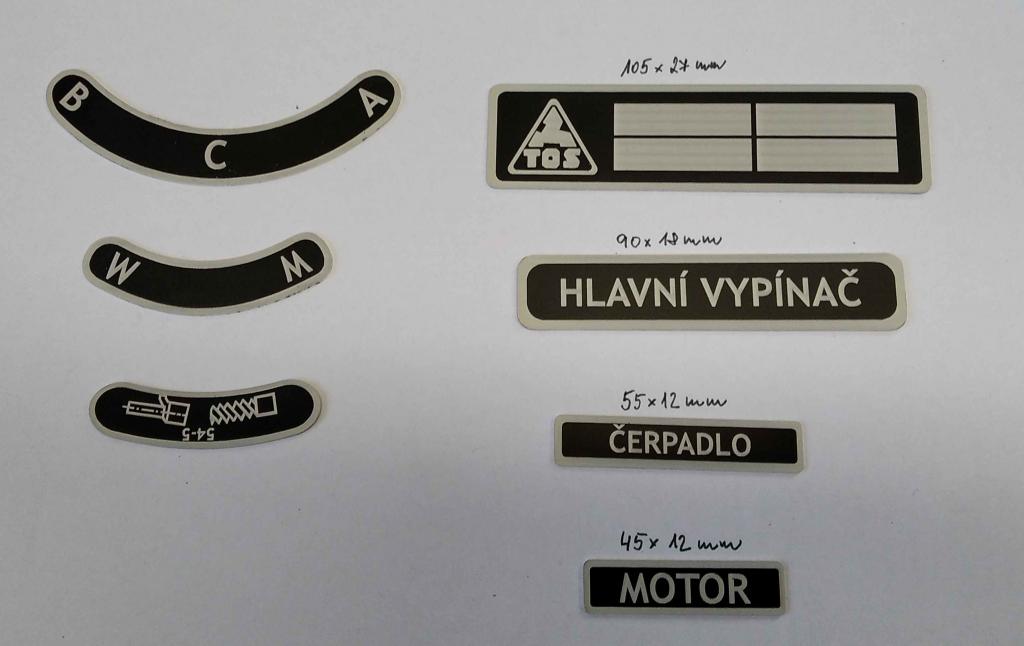 B C A
W M
54-5
105 x 27 mm
TOS
90 x 18 mm
HLAVNÍ VYPÍNAČ
55 x 12 mm
ČERPADLO
45 x 12 mm
MOTOR